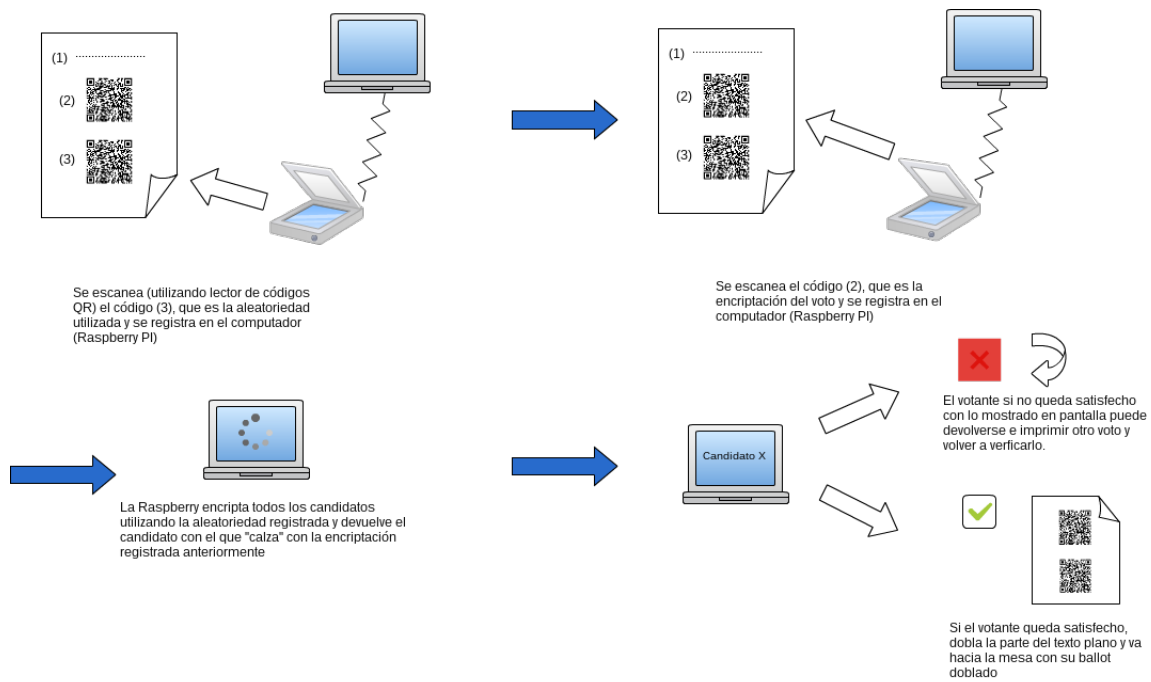 (1) ........................
(2)
(3)
Se escanea (utilizando lector de códigos
QR) el código (3), que es la aleatoriedad
utilizada y se registra en el computador
(Raspberry PI)
(1) ........................
(2)
(3)
Se escanea el código (2), que es la
encriptación del voto y se registra en el
computador (Raspberry PI)
La Raspberry encripta todos los candidatos
utilizando la aleatoriedad registrada y devuelve el
candidato con el que "calza" con la encriptación
registrada anteriormente
Candidato X
El votante si no queda satisfecho
con lo mostrado en pantalla puede
devolverse e imprimir otro voto y
volver a verficarlo.
Si el votante queda satisfecho,
dobla la parte del texto plano y va
hacia la mesa con su ballot
doblado